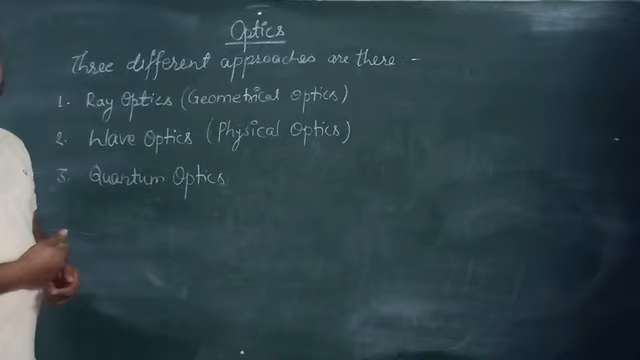 Optics
Three different approaches are there -
1. Ray Optics (Geometrical Optics)
2. Wave Optics (Physical Optics)
3. Quantum Optics